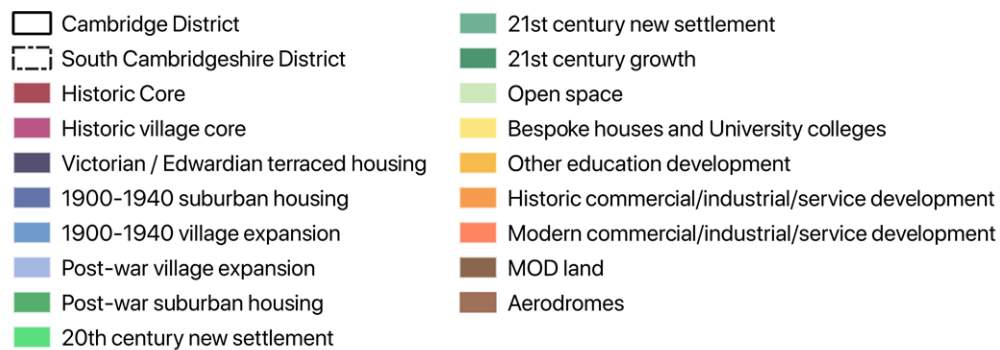 Cambridge District
South Cambridgeshire District
Historic Core
Historic village core
Victorian / Edwardian terraced housing
1900-1940 suburban housing
1900-1940 village expansion
Post-war village expansion
Post-war suburban housing
20th century new settlement
21st century new settlement
21st century growth
Open space
Bespoke houses and University colleges
Other education development
Historic commercial/industrial/service development
Modern commercial/industrial/service development
MOD land
Aerodromes